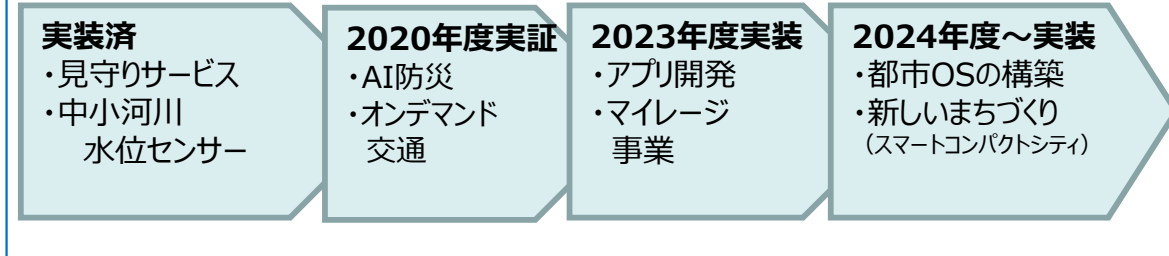 実装済
・見守りサービス
・中小河川
水位センサー
2020年度実証
・AI防災
・オンデマンド
交通
2023年度実装
・アプリ開発
・マイレージ
事業
2024年度～実装
・都市OSの構築
・新しいまちづくり
（スマートコンパクトシティ）